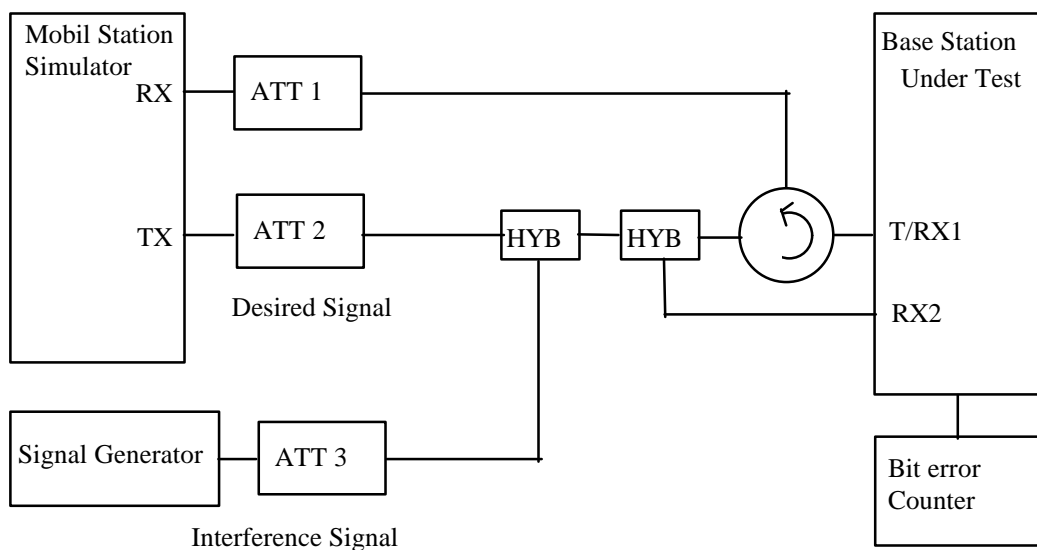 Mobil Station
Simulator
RX
ATT 1
Base Station
Under Test
TX
ATT 2
HYB
HYB
T/RX1
Desired Signal
RX2
Signal Generator
ATT 3
Bit error
Counter
Interference Signal